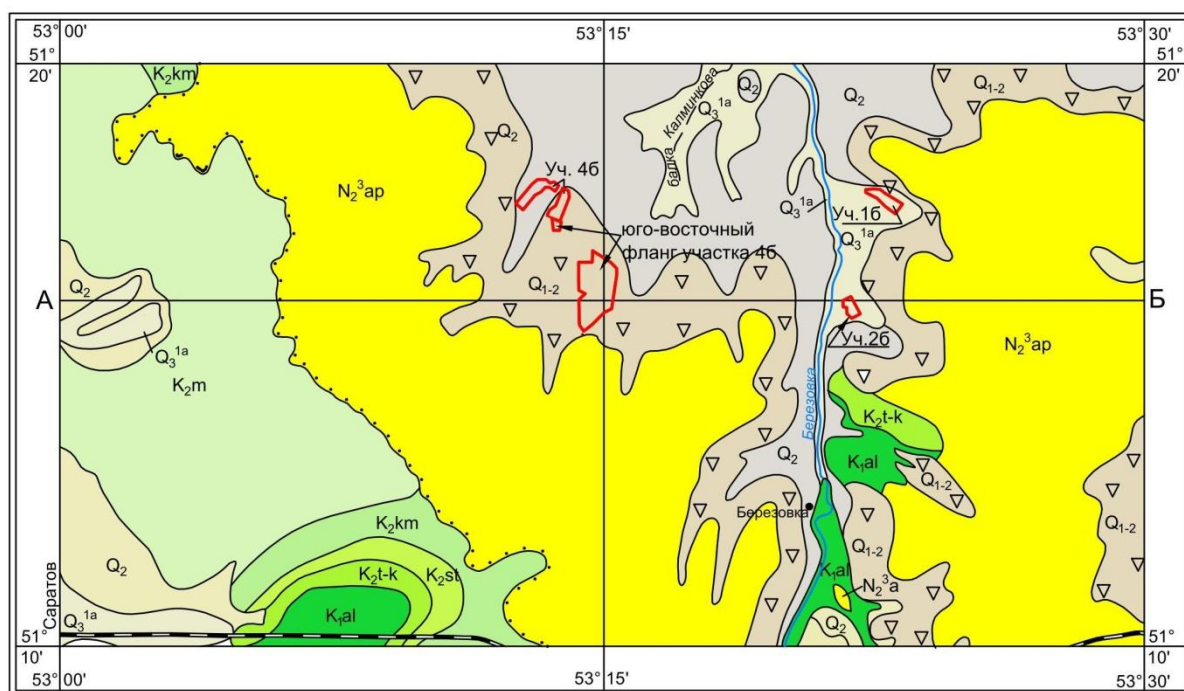 53° 00'
53° 15'
53° 30'
51°
20'
51°
20'
K₂km
Q₂
балка Калминкова
Q₂
Q₃¹ᵃ
Q₂
Q₁₋₂
N₂³ap
Уч. 4б
Q₃¹ᵃ
Уч.1б
Q₃¹ᵃ
юго-восточный
фланг участка 4б
А
Б
Q₂
Q₁₋₂
Q₃¹ᵃ
Уч.2б
N₂³ap
K₂m
Березовка
K₂t-k
Q₂
K₁al
Q₁₋₂
Березовка
K₂km
Q₁₋₂
Q₁₋₂
Q₂
K₂t-k
K₂st
K₁al
N₂³a
K₁al
Q₂
Саратов
Q₃¹ᵃ
51°
10'
51°
10'
53° 00'
53° 15'
53° 30'